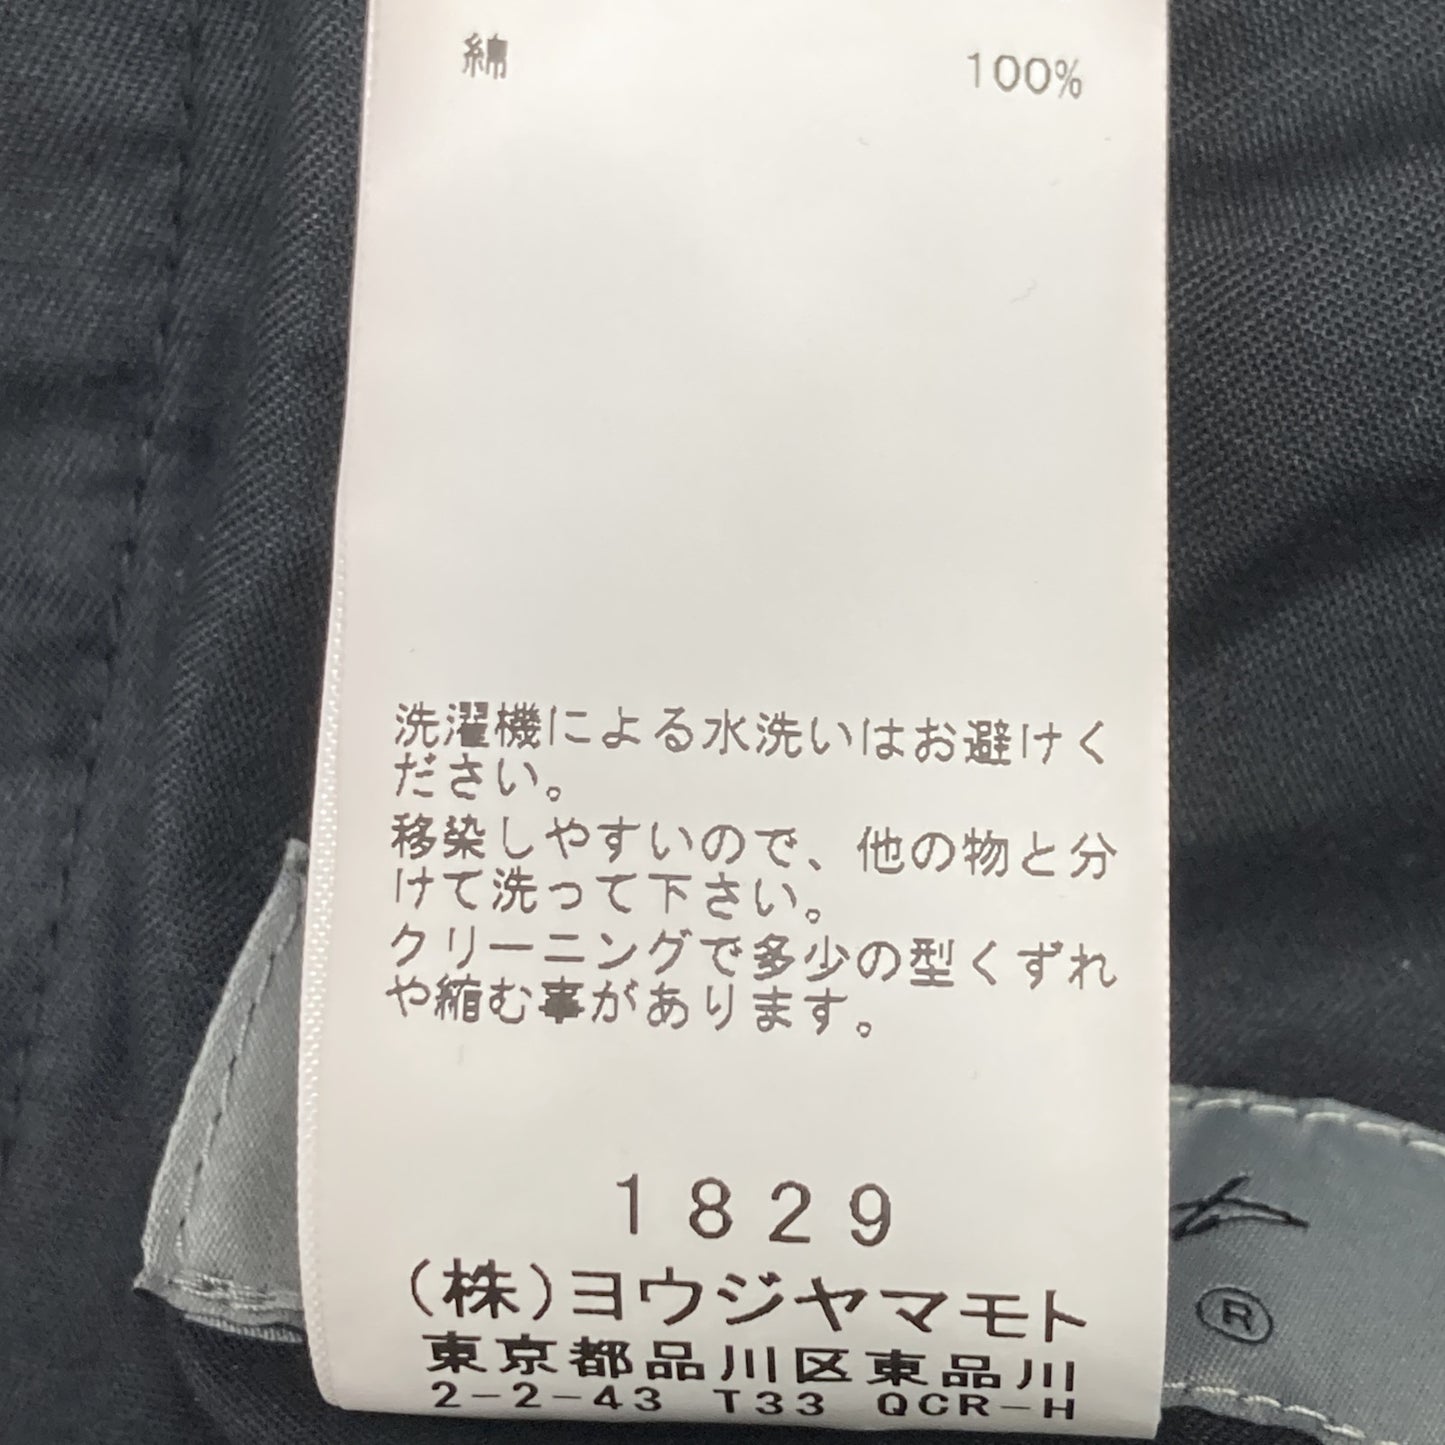 綿 100%
洗濯機による水洗いはお避けく
ださい。
移染しやすいので、他の物と分
けて洗って下さい。
クリーニングで多少の型くずれ
や縮む事があります。
1829
(株)ヨウジヤマモト
東京都品川区東品川
2-2-43 T33 QCR-H
®